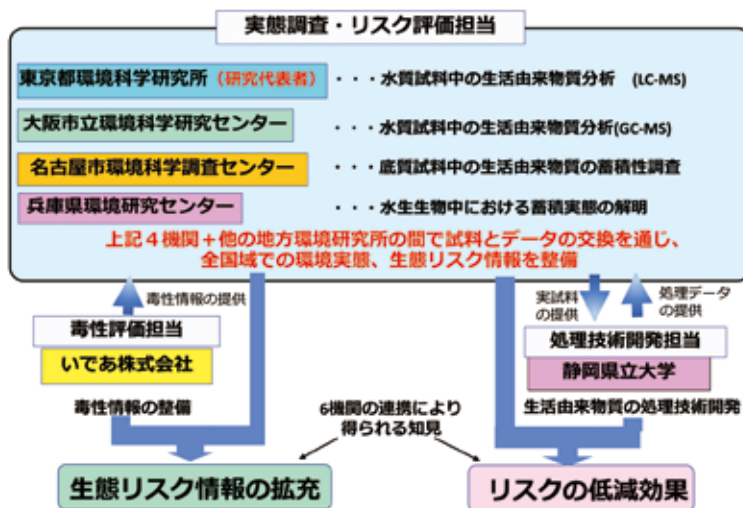 実態調査・リスク評価担当
東京都環境科学研究所（研究代表者） ・・・水質試料中の生活由来物質分析 (LC-MS)
大阪市立環境科学研究センター ・・・水質試料中の生活由来物質分析(GC-MS)
名古屋市環境科学調査センター ・・・底質試料中の生活由来物質の蓄積性調査
兵庫県環境研究センター ・・・水生生物中における蓄積実態の解明
上記４機関＋他の地方環境研究所の間で試料とデータの交換を通じ、
全国域での環境実態、生態リスク情報を整備
毒性情報の提供
実試料
の提供
処理データ
の提供
毒性評価担当
いであ株式会社
毒性情報の整備
処理技術開発担当
静岡県立大学
生活由来物質の処理技術開発
6機関の連携により
得られる知見
生態リスク情報の拡充
リスクの低減効果